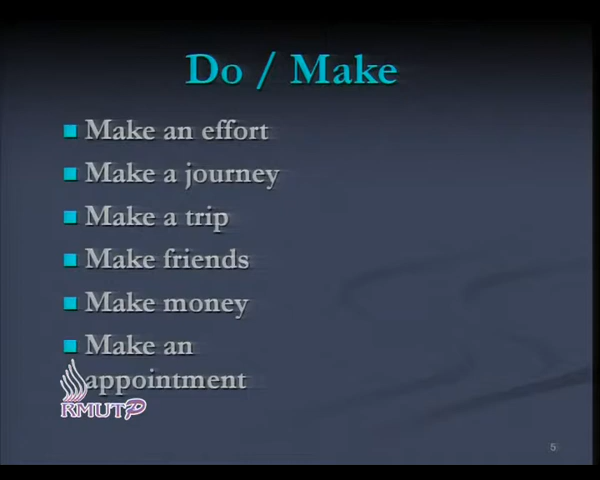 Do / Make
Make an effort
Make a journey
Make a trip
Make friends
Make money
Make an
appointment
RMUTP
5